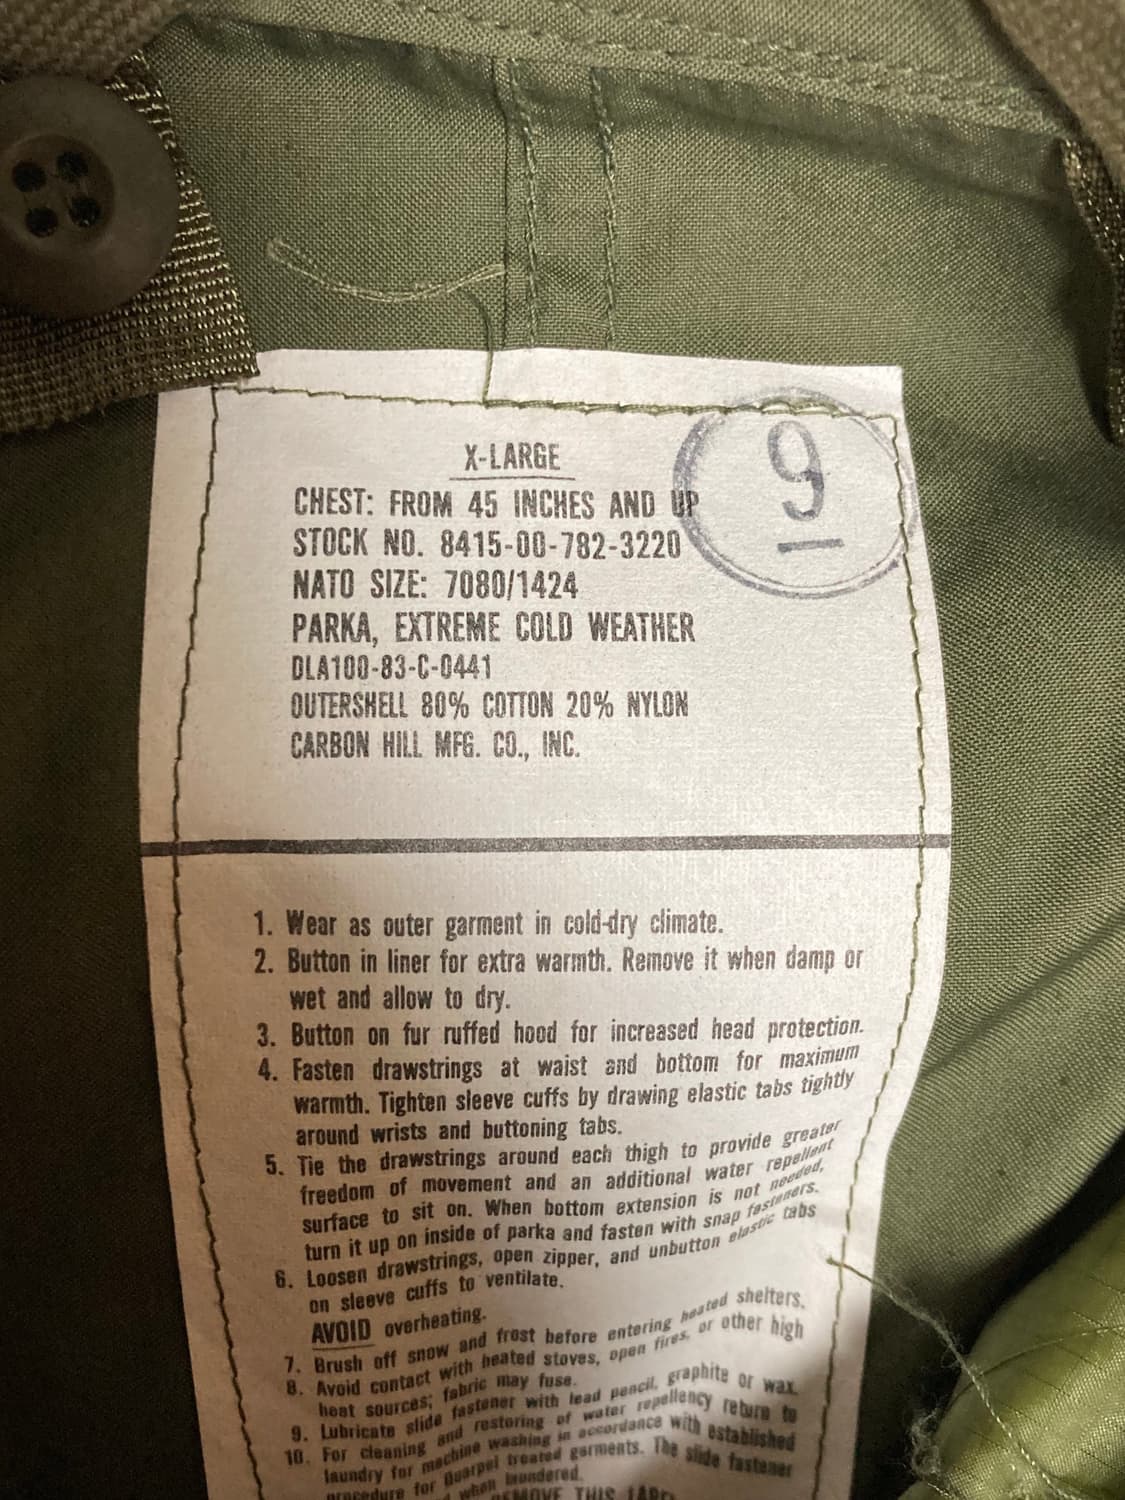 9
X-LARGE
CHEST: FROM 45 INCHES AND UP
STOCK NO. 8415-00-782-3220
NATO SIZE: 7080/1424
PARKA, EXTREME COLD WEATHER
DLA100-83-C-0441
OUTERSHELL 80% COTTON 20% NYLON
CARBON HILL MFG. CO., INC.
1. Wear as outer garment in cold-dry climate.
2. Button in liner for extra warmth. Remove it when damp or
wet and allow to dry.
3. Button on fur ruffed hood for increased head protection.
4. Fasten drawstrings at waist and bottom for maximum
warmth. Tighten sleeve cuffs by drawing elastic tabs tightly
around wrists and buttoning tabs.
5. Tie the drawstrings around each thigh to provide greater
freedom of movement and an additional water repellent
surface to sit on. When bottom extension is not needed,
turn it up on inside of parka and fasten with snap fasteners.
6. Loosen drawstrings, open zipper, and unbutton elastic tabs
on sleeve cuffs to ventilate.
AVOID overheating.
7. Brush off snow and frost before entering heated shelters.
8. Avoid contact with heated stoves, open fires, or other high
heat sources; fabric may fuse.
9. Lubricate slide fastener with lead pencil, graphite or wax.
10. For cleaning and restoring of water repellency return to
laundry for machine washing in accordance with established
procedure for Quarpel treated garments. The slide fastener
when laundered.
REMOVE THIS LABEL